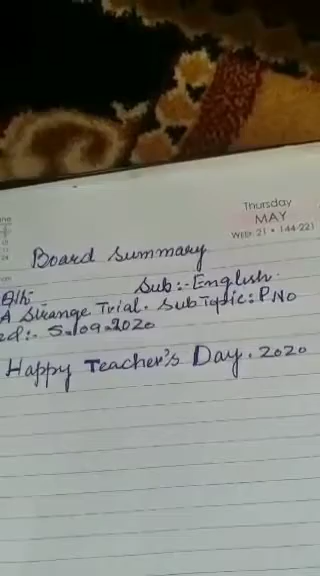 Thursday
MAY
WEEK 21 • 144-221
Board Summary
Sub:- English
A Strange Trial. Sub Topic: P.No
ed:- 5.09.2020
Happy Teacher's Day. 2020